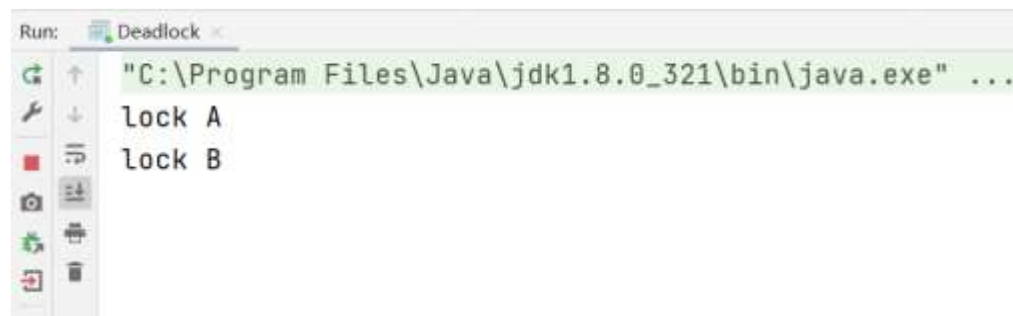 Run: Deadlock
"C:\Program Files\Java\jdk1.8.0_321\bin\java.exe" ...
lock A
lock B